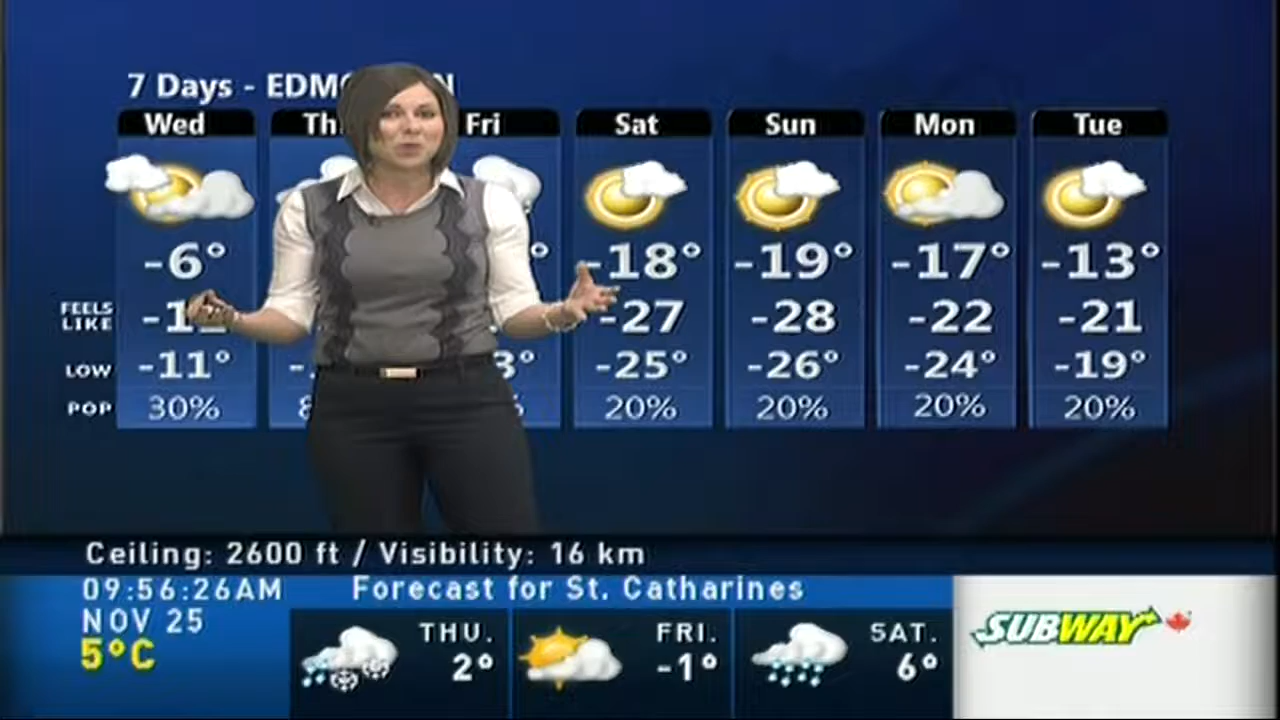 7 Days -
Wed Fri Sat Sun Mon Tue
-6° -18° -19° -17° -13°
FEELS LIKE -27 -28 -22 -21
LOW -11° -25° -26° -24° -19°
POP 30% 20% 20% 20% 20%
Ceiling: 2600 ft / Visibility: 16 km
09:56:26AM
NOV 25
5°C
Forecast for St. Catharines
THU. 2°
FRI. -1°
SAT. 6°
SUBWAY